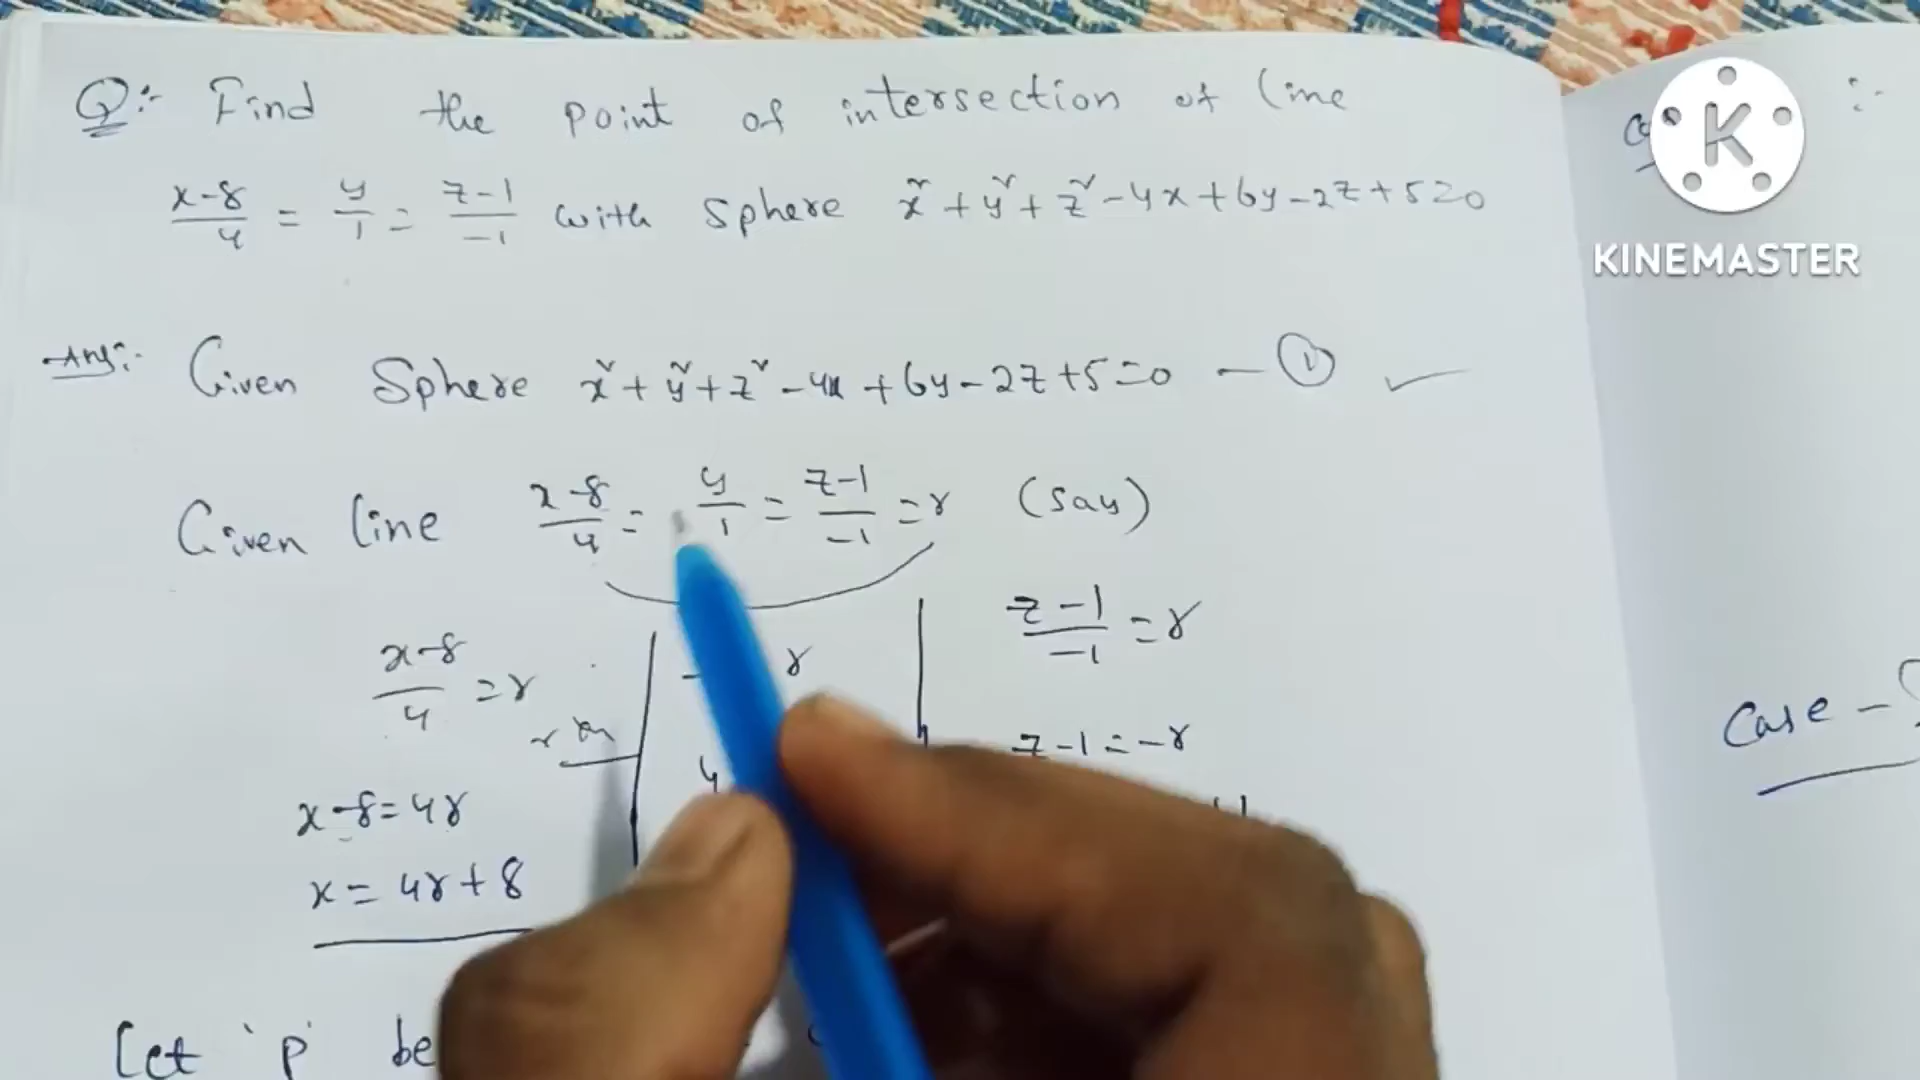 Q:- Find the point of intersection of line
x-8/4 = y/1 = z-1/-1 with sphere x²+y²+z²-4x+6y-2z+5=0
KINEMASTER
Ans:- Given Sphere x²+y²+z²-4x+6y-2z+5=0 - ①
Given line x-8/4 = y/1 = z-1/-1 = r (say)
x-8/4 = r
r
z-1/-1 = r
x-8=4r
y
z-1=-r
x=4r+8
Let 'p' be
Case -